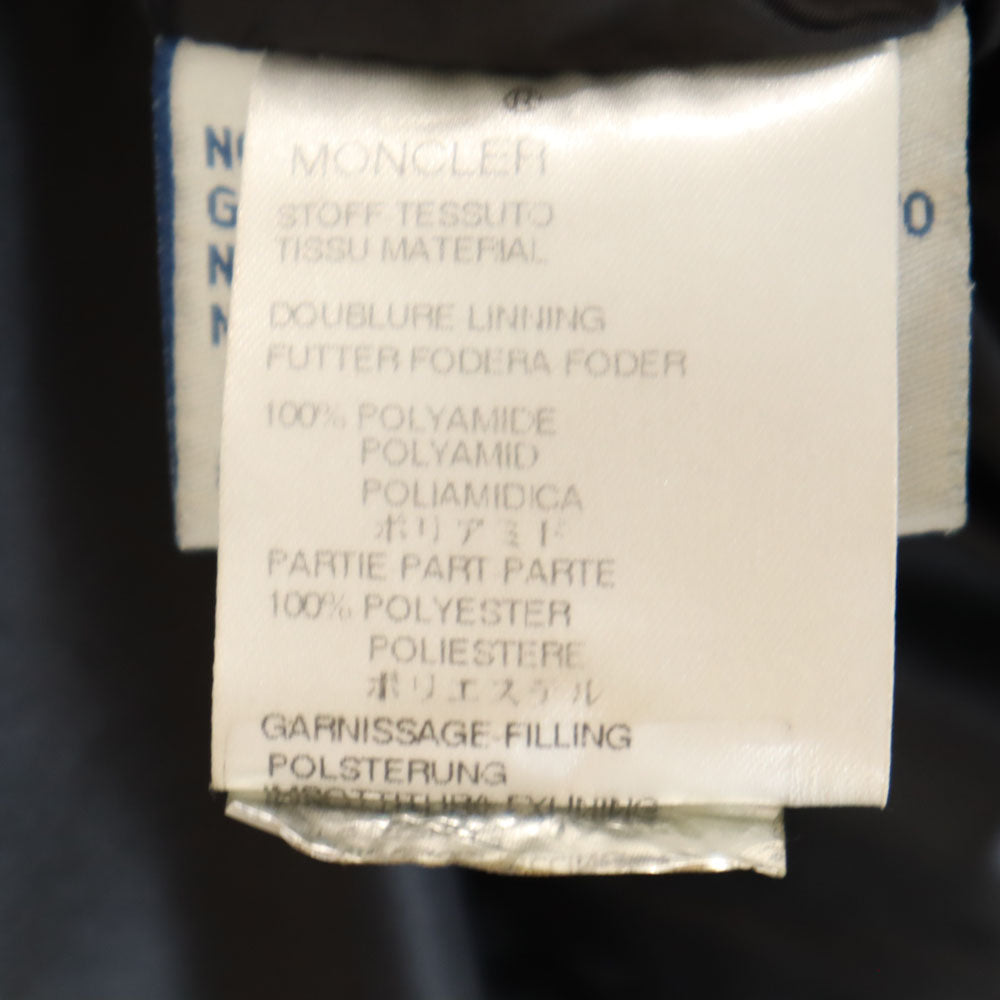 ®
MONCLER
STOFF TESSUTO
TISSU MATERIAL
DOUBLURE LINNING
FUTTER FODERA FODER
100% POLYAMIDE
POLYAMID
POLIAMIDICA
ポリアミド
PARTIE PART PARTE
100% POLYESTER
POLIESTERE
ポリエステル
GARNISSAGE-FILLING
POLSTERUNG
IMBOTTITURA